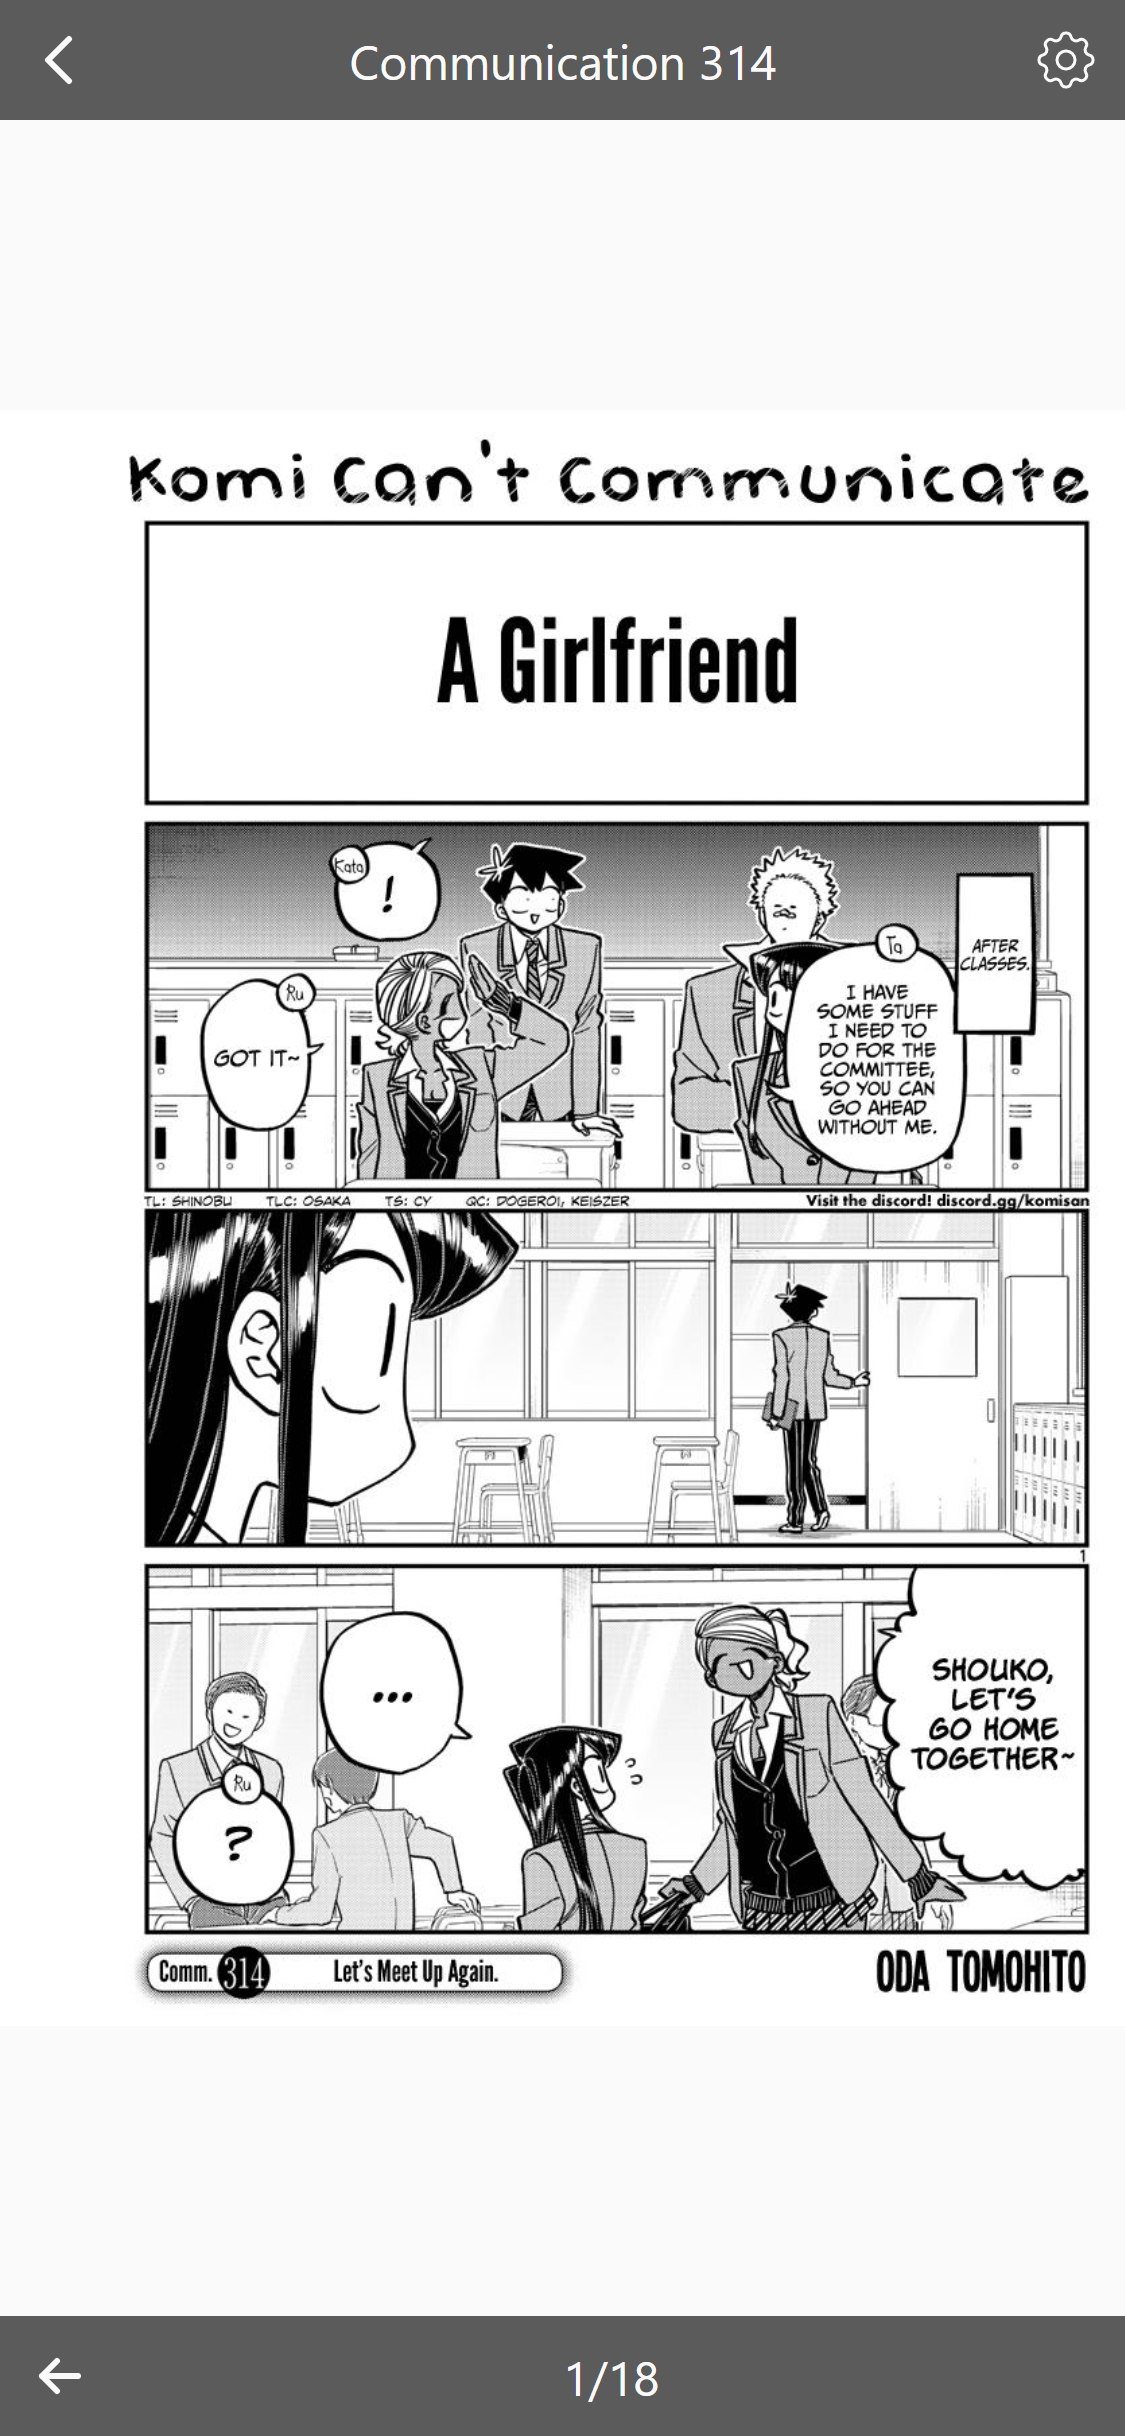 Communication 314
Komi Can't Communicate
A Girlfriend
AFTER
CLASSES.
Ta
I HAVE
SOME STUFF
I NEED TO
DO FOR THE
COMMITTEE,
SO YOU CAN
GO AHEAD
WITHOUT ME.
Kata
!
Ru
GOT IT~
TL: SHINOBU TLC: OSAKA TS: CY QC: DOGEROI, KEISZER Visit the discord! discord.gg/komisan
1
SHOUKO,
LET'S
GO HOME
TOGETHER~
...
Ru
?
Comm. 314 Let's Meet Up Again.
ODA TOMOHITO
1/18